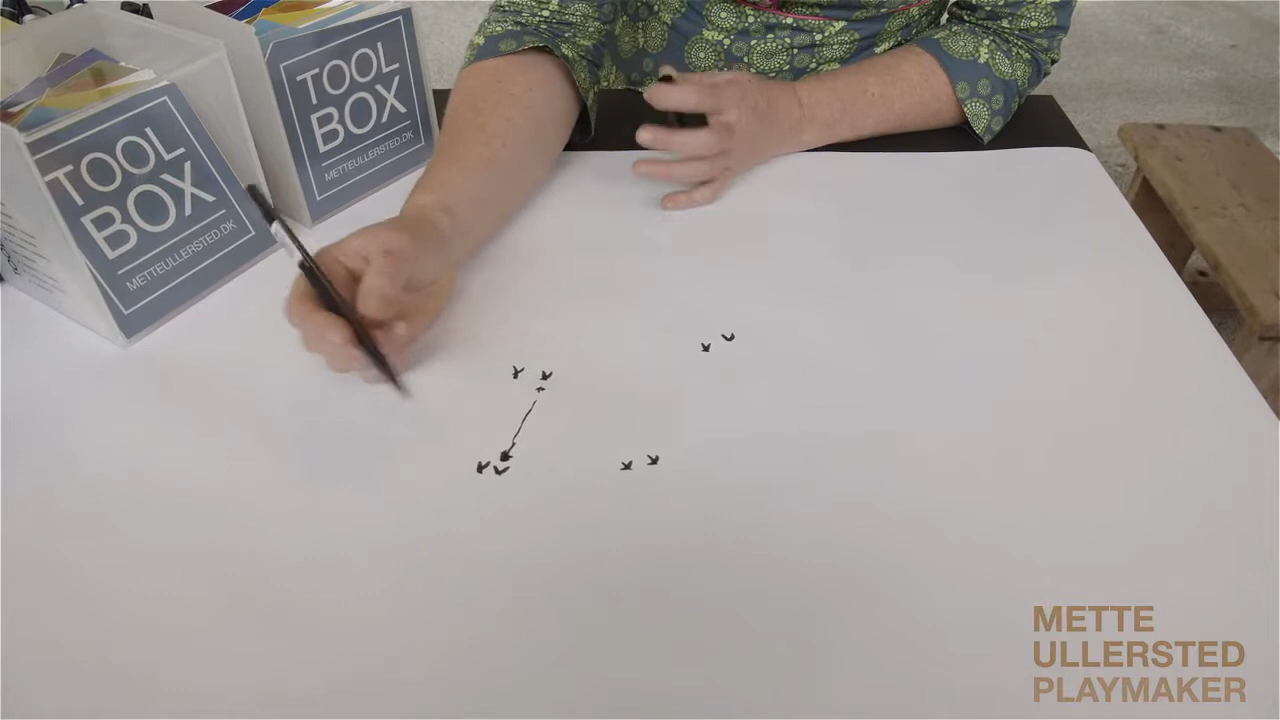 TOOL
BOX
METTEULLERSTED.DK
TOOL
BOX
METTEULLERSTED.DK
METTE
ULLERSTED
PLAYMAKER